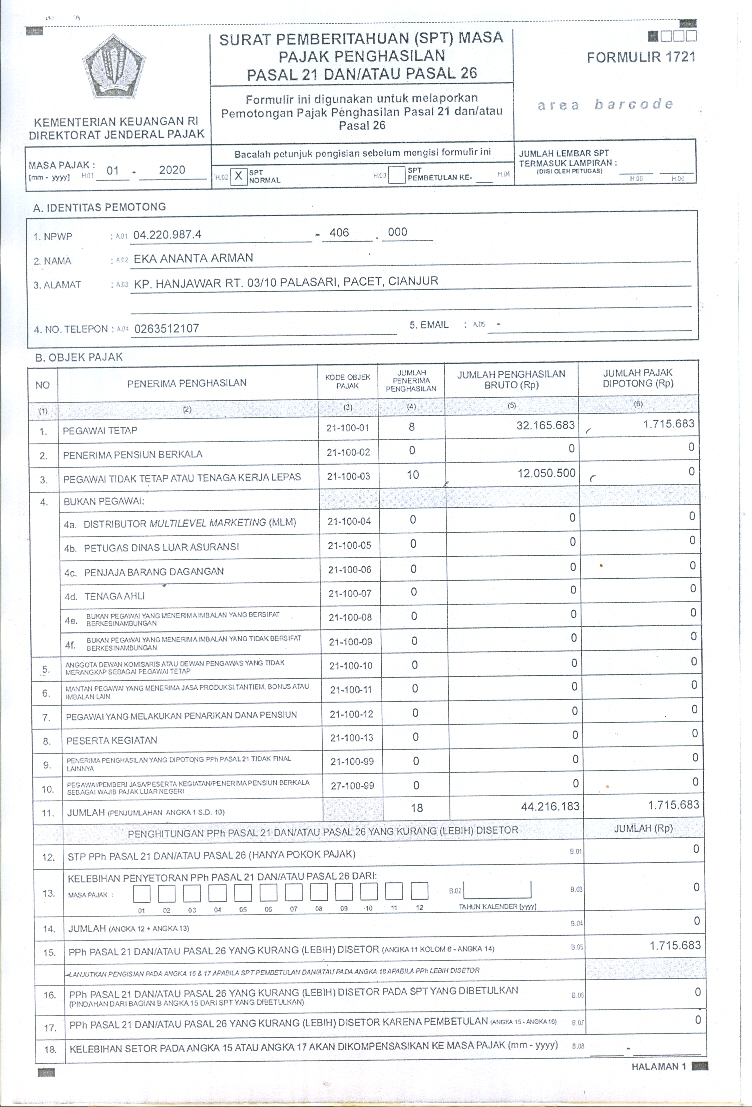 SURAT PEMBERITAHUAN (SPT) MASA
PAJAK PENGHASILAN
PASAL 21 DAN/ATAU PASAL 26
FORMULIR 1721
KEMENTERIAN KEUANGAN RI
DIREKTORAT JENDERAL PAJAK
Formulir ini digunakan untuk melaporkan
Pemotongan Pajak Penghasilan Pasal 21 dan/atau
Pasal 26
area barcode
MASA PAJAK :
[mm - yyyy] H.01 01 - 2020
Bacalah petunjuk pengisian sebelum mengisi formulir ini
H.02 X SPT NORMAL
H.03 SPT PEMBETULAN KE- H.04
JUMLAH LEMBAR SPT
TERMASUK LAMPIRAN :
(DIISI OLEH PETUGAS) H.05 H.06
A. IDENTITAS PEMOTONG
1. NPWP : A.01 04.220.987.4 - 406 . 000
2. NAMA : A.02 EKA ANANTA ARMAN
3. ALAMAT : A.03 KP. HANJAWAR RT. 03/10 PALASARI, PACET, CIANJUR
4. NO. TELEPON : A.04 0263512107 5. EMAIL : A.05 -
B. OBJEK PAJAK
NO PENERIMA PENGHASILAN KODE OBJEK PAJAK JUMLAH PENERIMA PENGHASILAN JUMLAH PENGHASILAN BRUTO (Rp) JUMLAH PAJAK DIPOTONG (Rp)
(1) (2) (3) (4) (5) (6)
1. PEGAWAI TETAP 21-100-01 8 32.165.683 1.715.683
2. PENERIMA PENSIUN BERKALA 21-100-02 0 0 0
3. PEGAWAI TIDAK TETAP ATAU TENAGA KERJA LEPAS 21-100-03 10 12.050.500 0
4. BUKAN PEGAWAI:
4a. DISTRIBUTOR MULTILEVEL MARKETING (MLM) 21-100-04 0 0 0
4b. PETUGAS DINAS LUAR ASURANSI 21-100-05 0 0 0
4c. PENJAJA BARANG DAGANGAN 21-100-06 0 0 0
4d. TENAGA AHLI 21-100-07 0 0 0
4e. BUKAN PEGAWAI YANG MENERIMA IMBALAN YANG BERSIFAT BERKESINAMBUNGAN 21-100-08 0 0 0
4f. BUKAN PEGAWAI YANG MENERIMA IMBALAN YANG TIDAK BERSIFAT BERKESINAMBUNGAN 21-100-09 0 0 0
5. ANGGOTA DEWAN KOMISARIS ATAU DEWAN PENGAWAS YANG TIDAK MERANGKAP SEBAGAI PEGAWAI TETAP 21-100-10 0 0 0
6. MANTAN PEGAWAI YANG MENERIMA JASA PRODUKSI TANTIEM, BONUS ATAU IMBALAN LAIN 21-100-11 0 0 0
7. PEGAWAI YANG MELAKUKAN PENARIKAN DANA PENSIUN 21-100-12 0 0 0
8. PESERTA KEGIATAN 21-100-13 0 0 0
9. PENERIMA PENGHASILAN YANG DIPOTONG PPh PASAL 21 TIDAK FINAL LAINNYA 21-100-99 0 0 0
10. PEGAWAI/PEMBERI JASA/PESERTA KEGIATAN/PENERIMA PENSIUN BERKALA SEBAGAI WAJIB PAJAK LUAR NEGERI 27-100-99 0 0 0
11. JUMLAH (PENJUMLAHAN ANGKA 1 S.D. 10) 18 44.216.183 1.715.683
PENGHITUNGAN PPh PASAL 21 DAN/ATAU PASAL 26 YANG KURANG (LEBIH) DISETOR JUMLAH (Rp)
12. STP PPh PASAL 21 DAN/ATAU PASAL 26 (HANYA POKOK PAJAK) B.01 0
13. KELEBIHAN PENYETORAN PPh PASAL 21 DAN/ATAU PASAL 26 DARI:
MASA PAJAK : B.02 B.03 0
01 02 03 04 05 06 07 08 09 10 11 12 TAHUN KALENDER [yyyy]
14. JUMLAH (ANGKA 12 + ANGKA 13) B.04 0
15. PPh PASAL 21 DAN/ATAU PASAL 26 YANG KURANG (LEBIH) DISETOR (ANGKA 11 KOLOM 6 - ANGKA 14) B.05 1.715.683
LANJUTKAN PENGISIAN PADA ANGKA 16 & 17 APABILA SPT PEMBETULAN DAN/ATAU PADA ANGKA 18 APABILA PPh LEBIH DISETOR
16. PPh PASAL 21 DAN/ATAU PASAL 26 YANG KURANG (LEBIH) DISETOR PADA SPT YANG DIBETULKAN B.06 0
(PINDAHAN DARI BAGIAN B ANGKA 15 DARI SPT YANG DIBETULKAN)
17. PPh PASAL 21 DAN/ATAU PASAL 26 YANG KURANG (LEBIH) DISETOR KARENA PEMBETULAN (ANGKA 15 - ANGKA 16) B.07 0
18. KELEBIHAN SETOR PADA ANGKA 15 ATAU ANGKA 17 AKAN DIKOMPENSASIKAN KE MASA PAJAK (mm - yyyy) B.08 -
HALAMAN 1